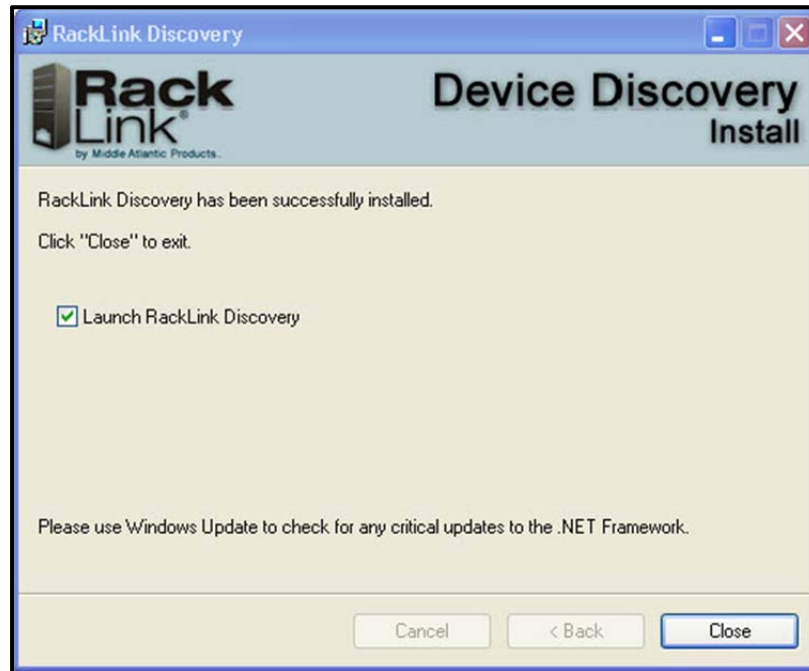 RackLink Discovery
Rack
Link®
by Middle Atlantic Products.
Device Discovery
Install
RackLink Discovery has been successfully installed.
Click "Close" to exit.
Launch RackLink Discovery
Please use Windows Update to check for any critical updates to the .NET Framework.
Cancel
< Back
Close